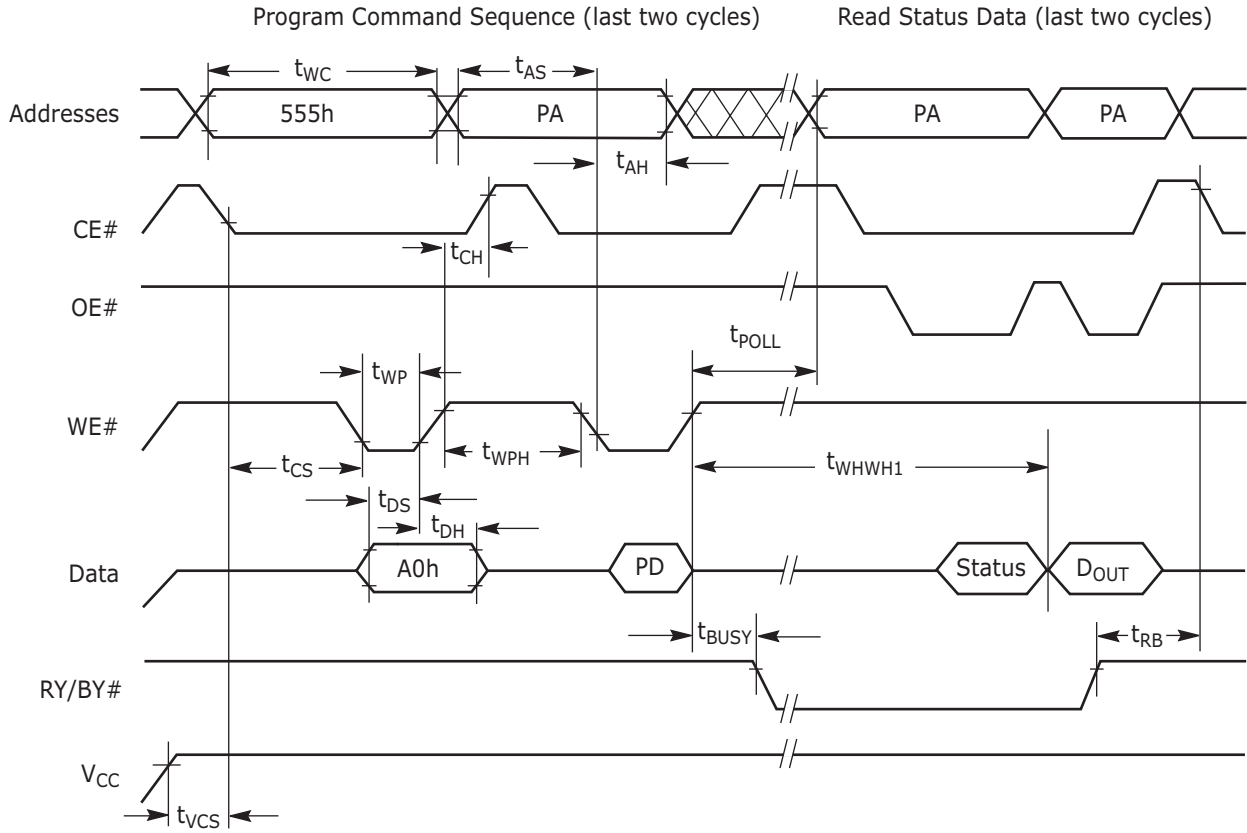 Program Command Sequence (last two cycles) Read Status Data (last two cycles)
tWC tAS
Addresses 555h PA PA PA
tAH
CE#
tCH
OE#
tPOLL
tWP
WE#
tWPH
tCS tWHWH1
tDS
tDH
Data A0h PD Status DOUT
tBUSY tRB
RY/BY#
VCC
tVCS